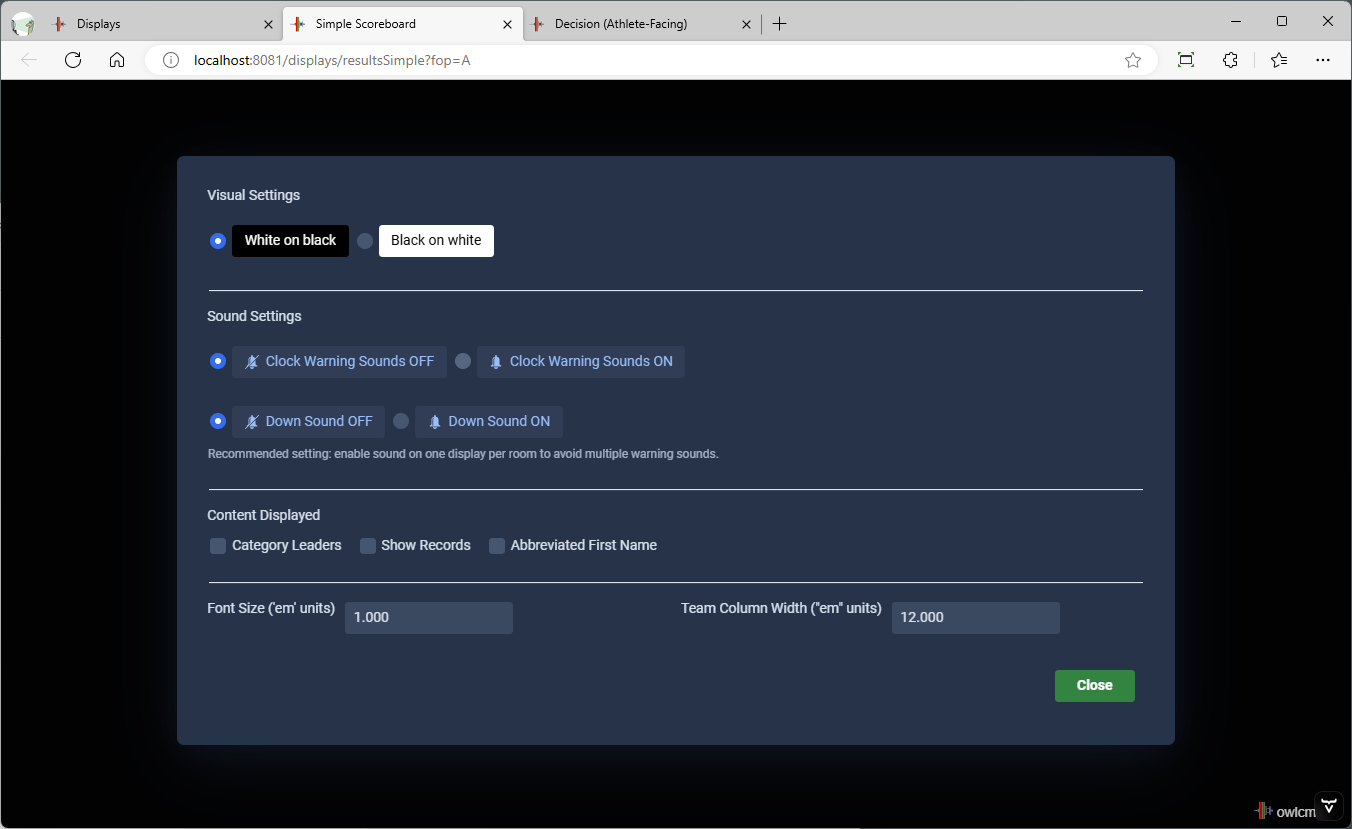 Displays
Simple Scoreboard
Decision (Athlete-Facing)
localhost:8081/displays/resultsSimple?fop=A
Visual Settings
White on black
Black on white
Sound Settings
Clock Warning Sounds OFF
Clock Warning Sounds ON
Down Sound OFF
Down Sound ON
Recommended setting: enable sound on one display per room to avoid multiple warning sounds.
Content Displayed
Category Leaders
Show Records
Abbreviated First Name
Font Size ('em' units)
1.000
Team Column Width ("em" units)
12.000
Close
owlcm